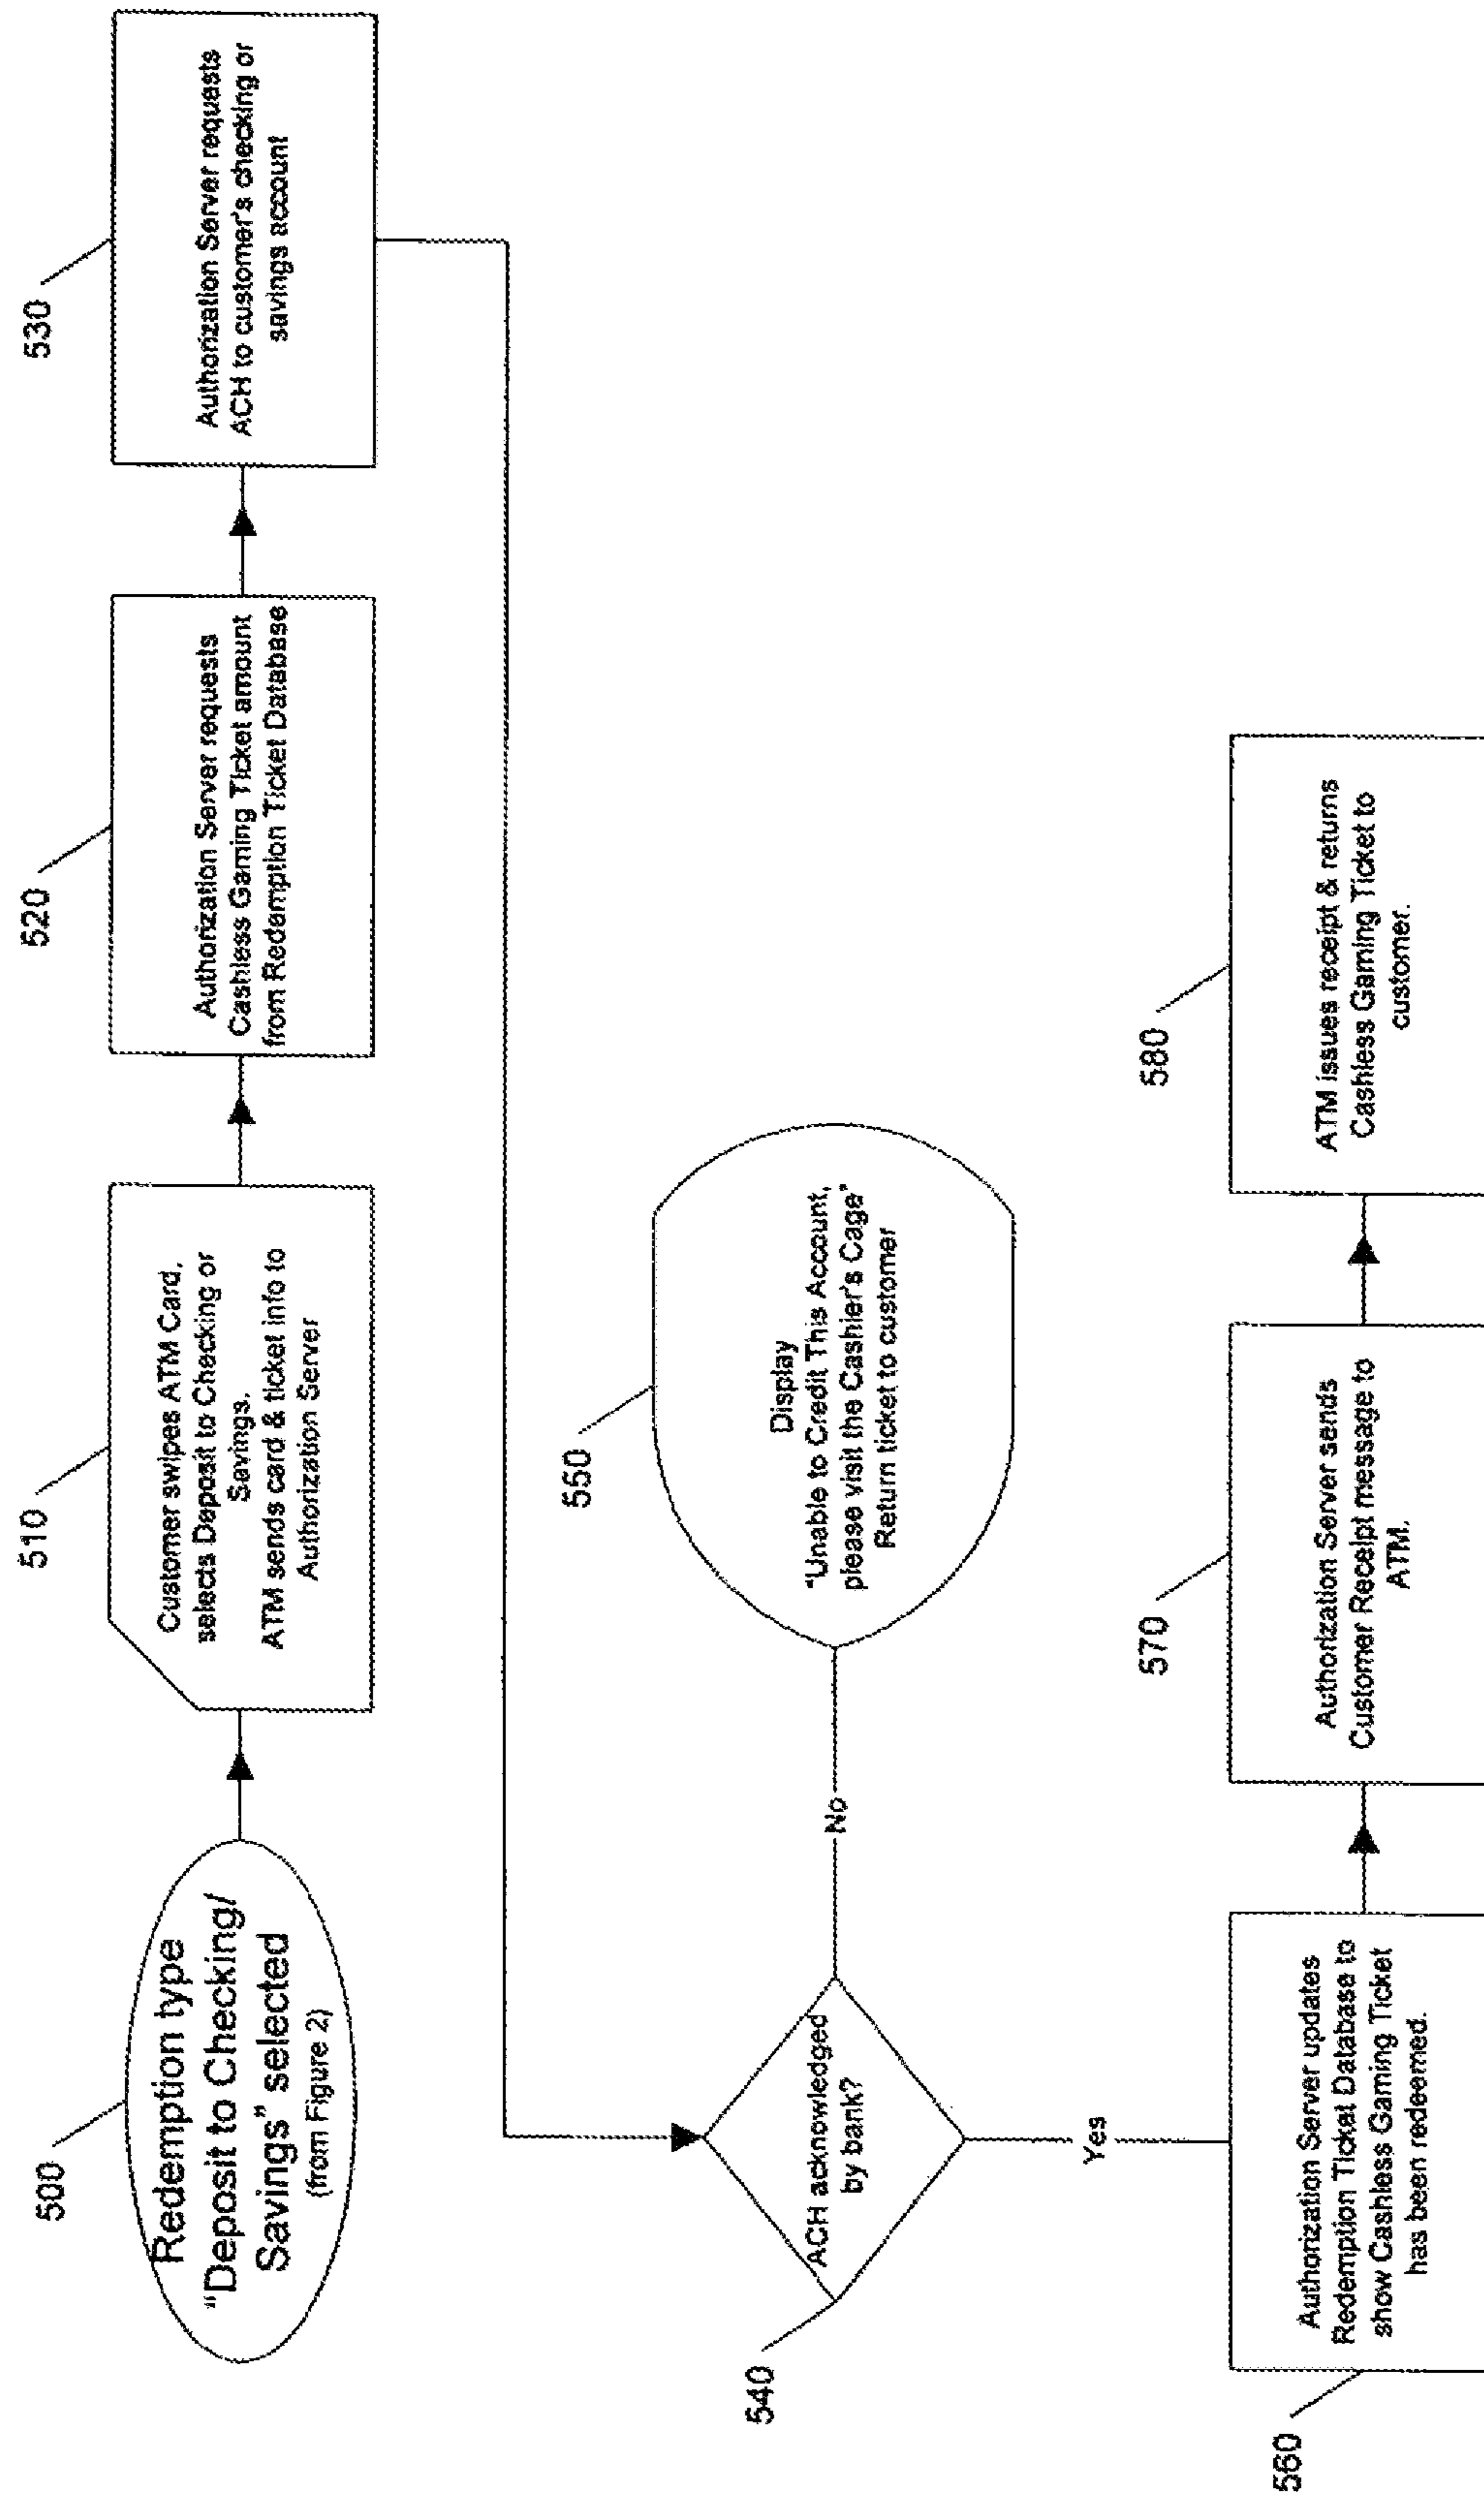 500
Redemption type
“Deposit to Checking/
Savings” selected
(from Figure 2)
510
Customer swipes ATM Card,
selects Deposit to Checking or
Savings.
ATM sends card & ticket info to
Authorization Server
520
Authorization Server requests
Cashless Gaming Ticket amount
from Redemption Ticket Database
530
Authorization Server requests
ACH to customer's checking or
savings account
540
ACH acknowledged
by bank?
No
550
Display
"Unable to Credit This Account,
please visit the Cashier's Cage"
Return ticket to customer
Yes
560
Authorization Server updates
Redemption Ticket Database to
show Cashless Gaming Ticket
has been redeemed.
570
Authorization Server sends
Customer Receipt message to
ATM.
580
ATM issues receipt & returns
Cashless Gaming Ticket to
customer.